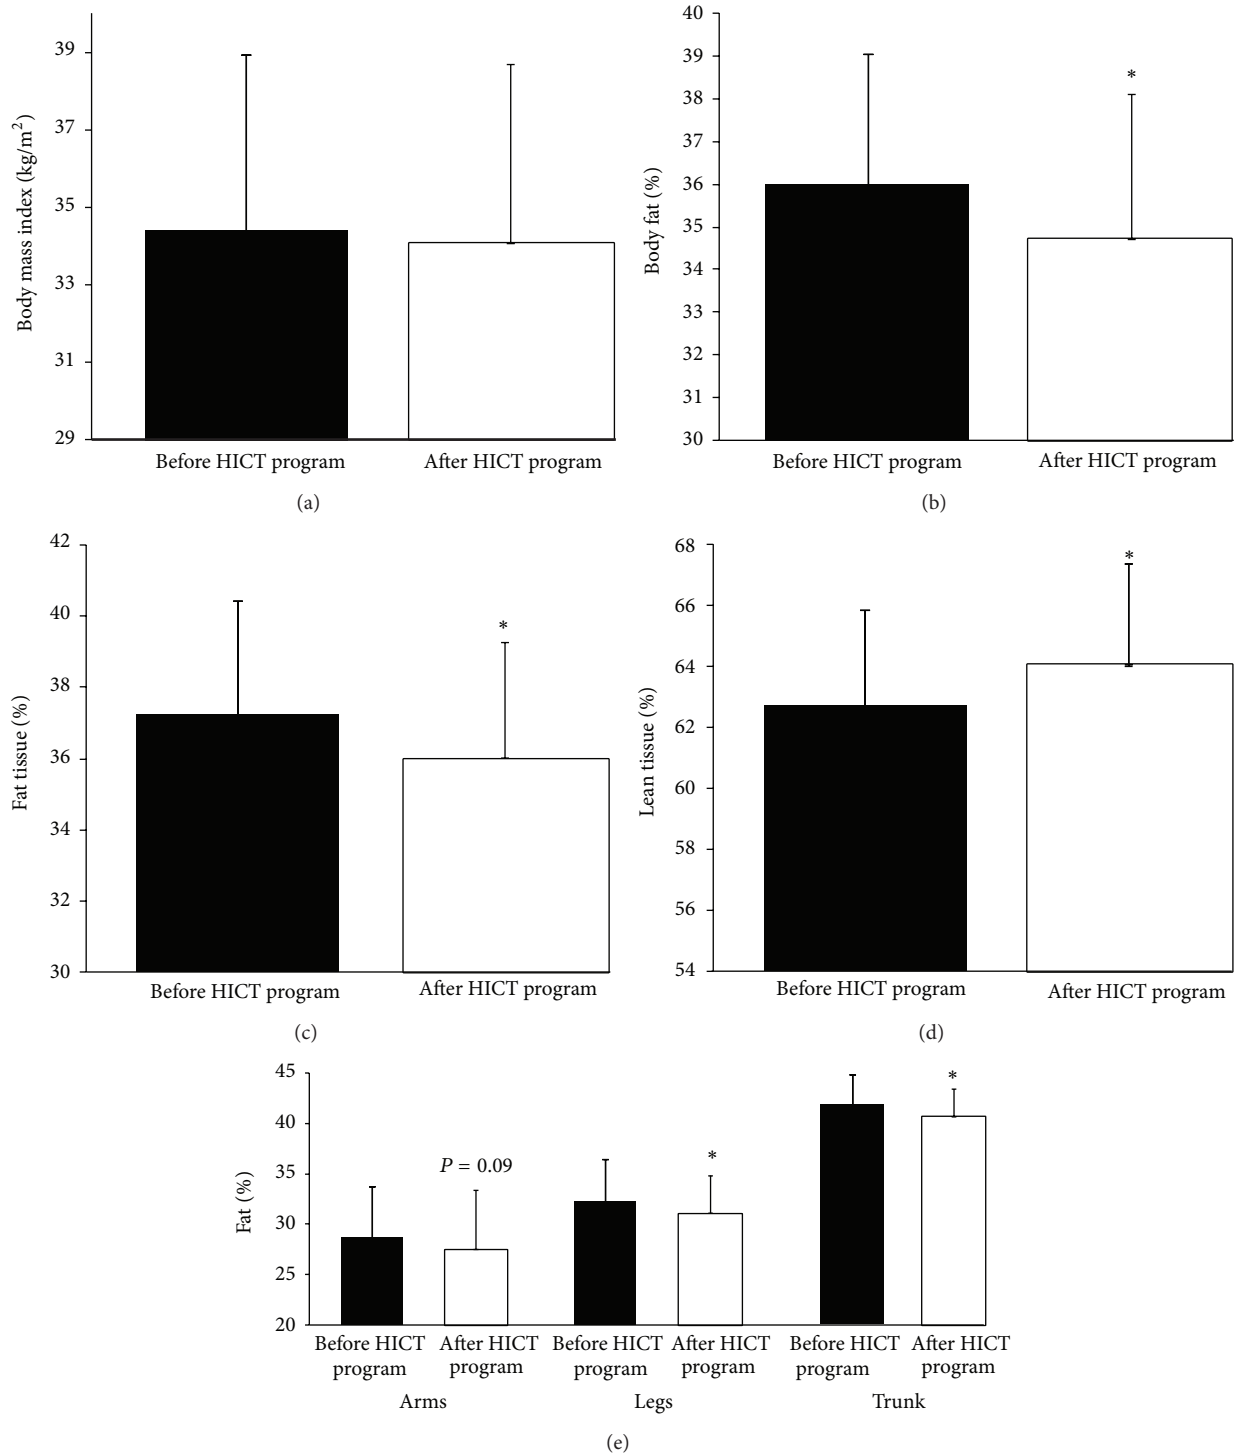 39
37
35
33
31
29
Body mass index (kg/m²)
Before HICT program
After HICT program
(a)
40
39
38
37
36
35
34
33
32
31
30
Body fat (%)
*
Before HICT program
After HICT program
(b)
42
40
38
36
34
32
30
Fat tissue (%)
*
Before HICT program
After HICT program
(c)
68
66
64
62
60
58
56
54
Lean tissue (%)
*
Before HICT program
After HICT program
(d)
45
40
35
30
25
20
Fat (%)
P = 0.09
*
*
Before HICT
program
After HICT
program
Arms
Before HICT
program
After HICT
program
Legs
Before HICT
program
After HICT
program
Trunk
(e)